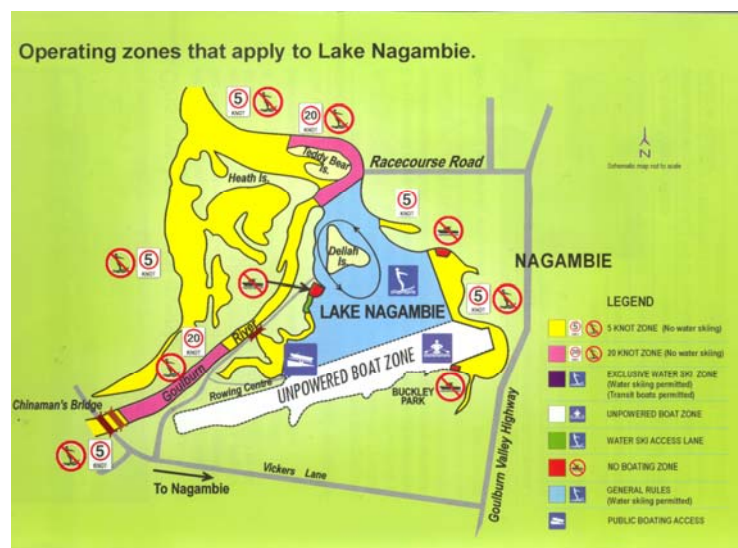 Operating zones that apply to Lake Nagambie.
5
KNOT
20
KNOT
Teddy Bear
Is.
Racecourse Road
N
Schematic map not to scale
Heath Is.
5
KNOT
Deliah
Is.
5
KNOT
NAGAMBIE
5
KNOT
LAKE NAGAMBIE
20
KNOT
Goulburn River
UNPOWERED BOAT ZONE
Rowing Centre
BUCKLEY
PARK
Chinaman's Bridge
5
KNOT
Vickers Lane
To Nagambie
Goulburn Valley Highway
LEGEND
5 KNOT ZONE (No water skiing)
20 KNOT ZONE (No water skiing)
EXCLUSIVE WATER SKI ZONE
(Water skiing permitted)
(Transit boats permitted)
UNPOWERED BOAT ZONE
WATER SKI ACCESS LANE
NO BOATING ZONE
GENERAL RULES
(Water skiing permitted)
PUBLIC BOATING ACCESS